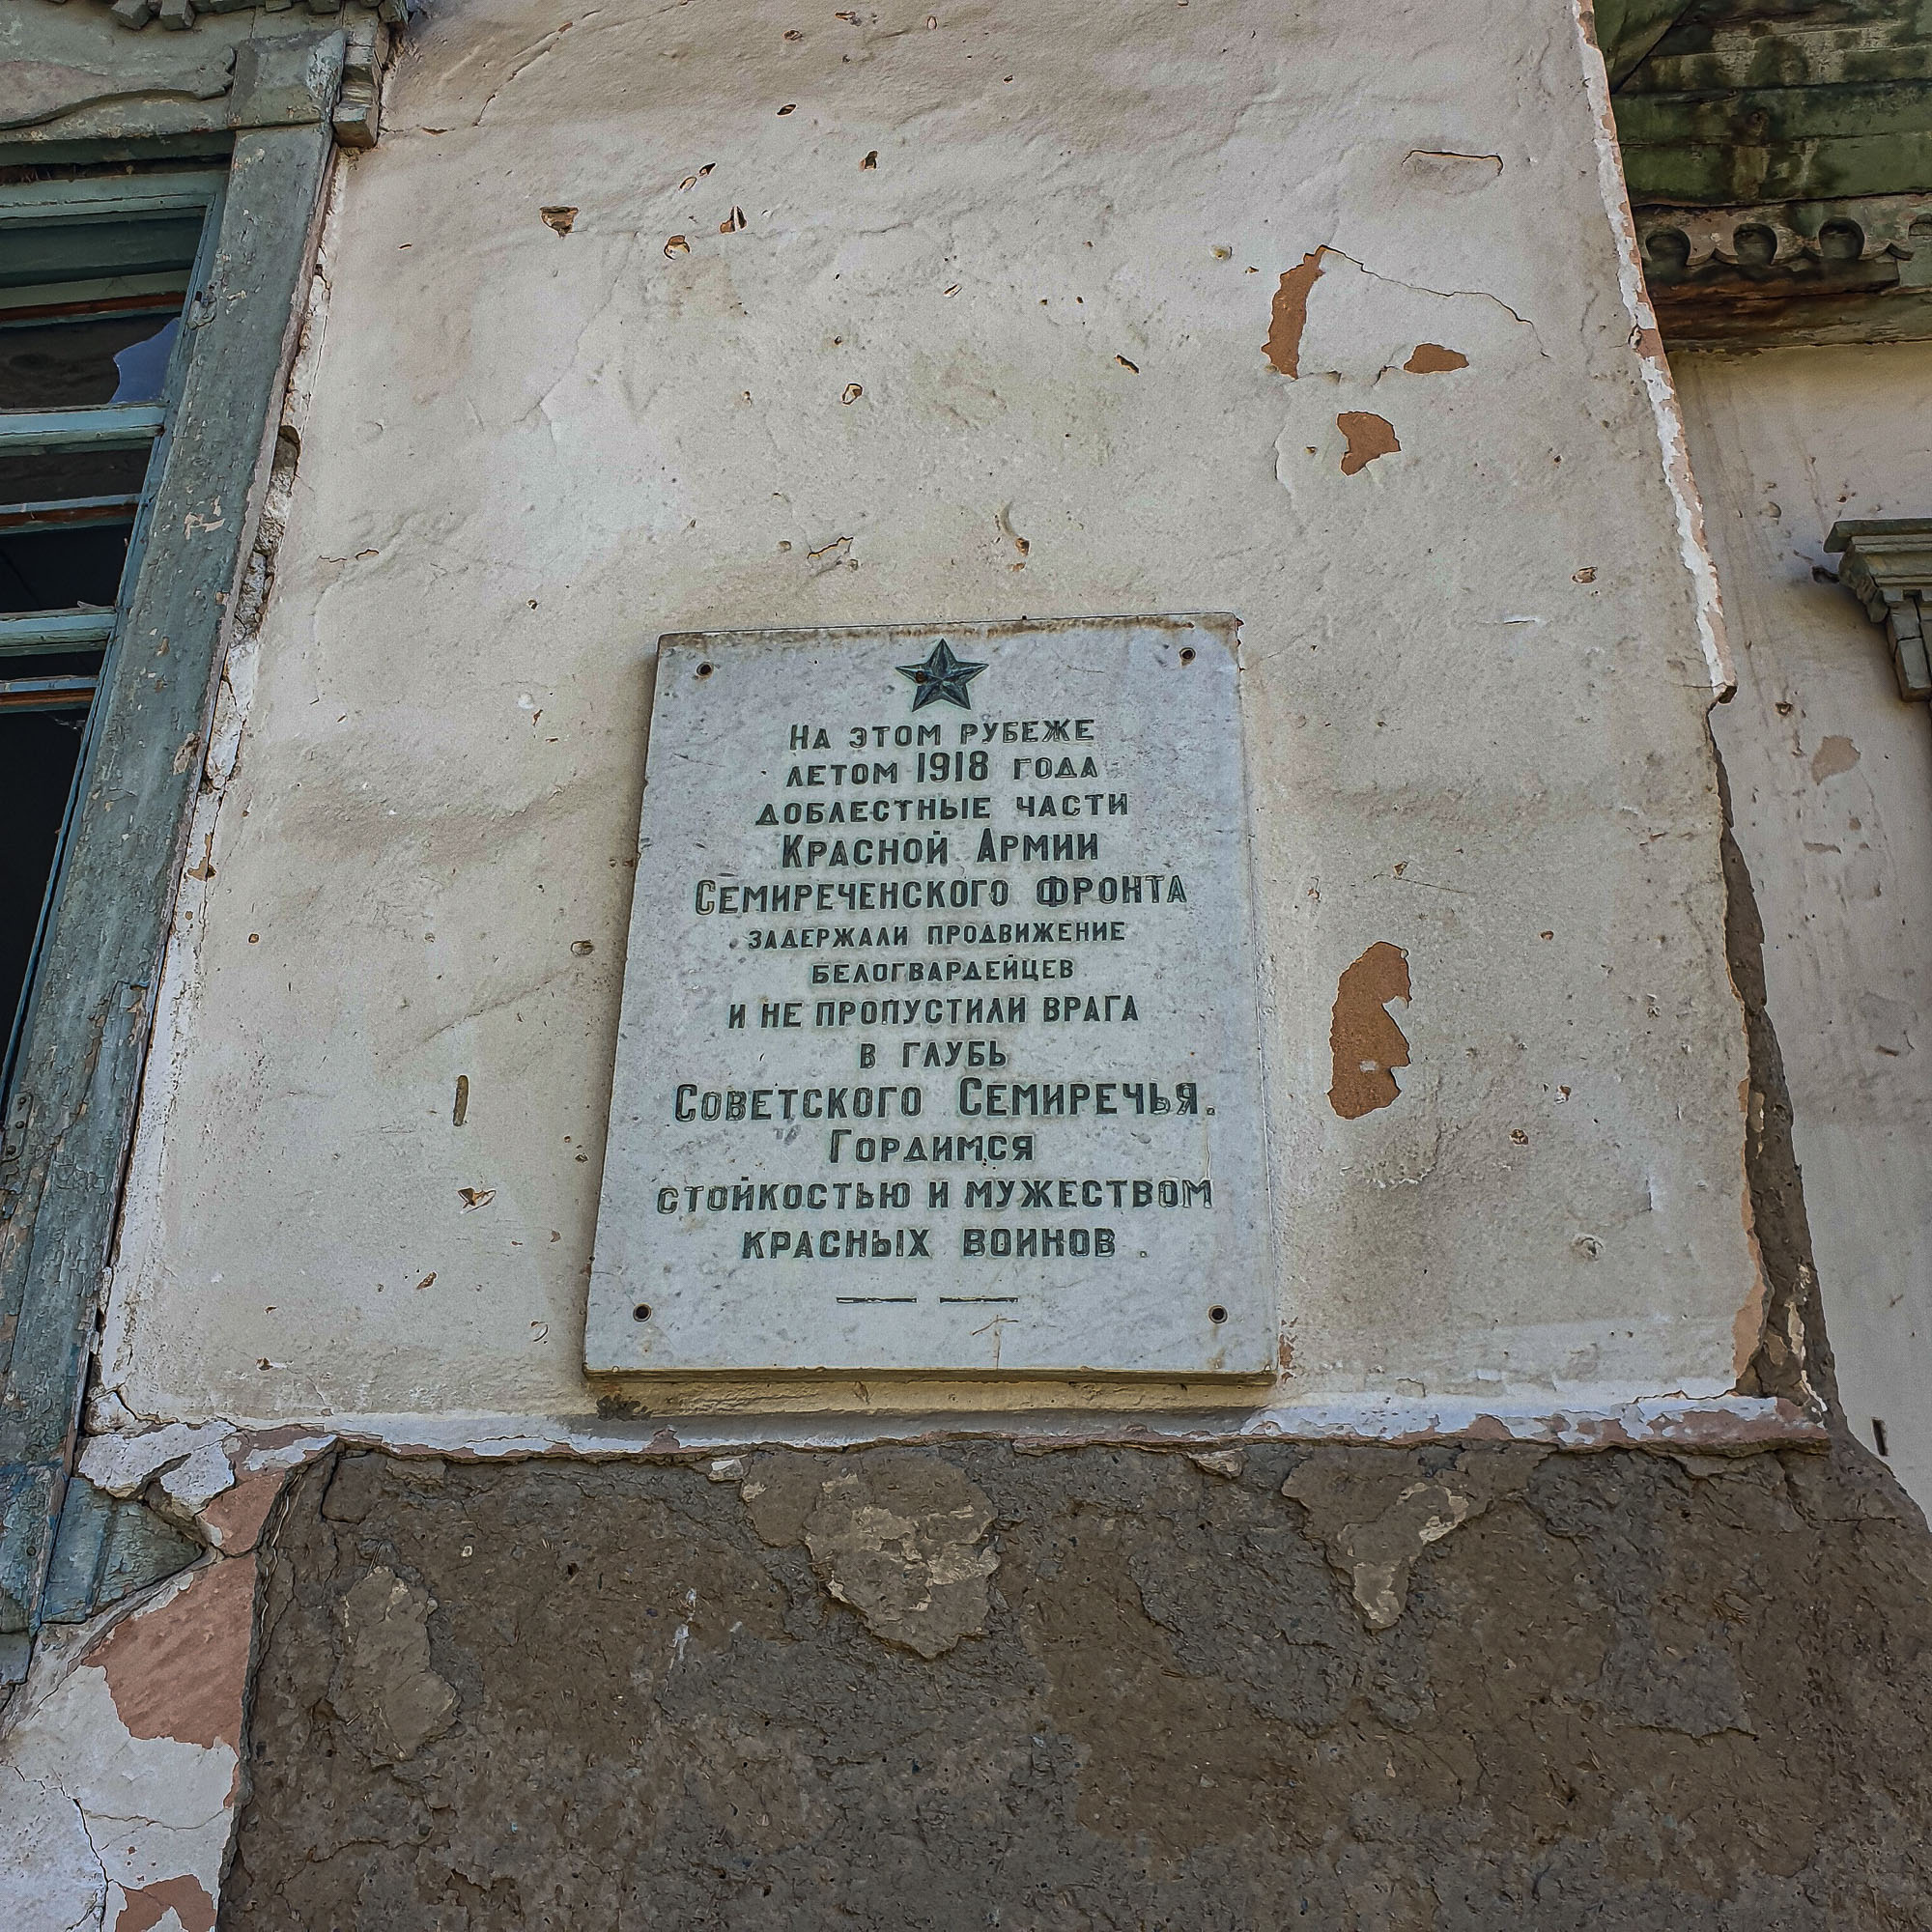 На этом рубеже
летом 1918 года
доблестные части
Красной Армии
Семиреченского фронта
задержали продвижение
белогвардейцев
и не пропустили врага
в глубь
Советского Семиречья.
Гордимся
стойкостью и мужеством
красных воинов.